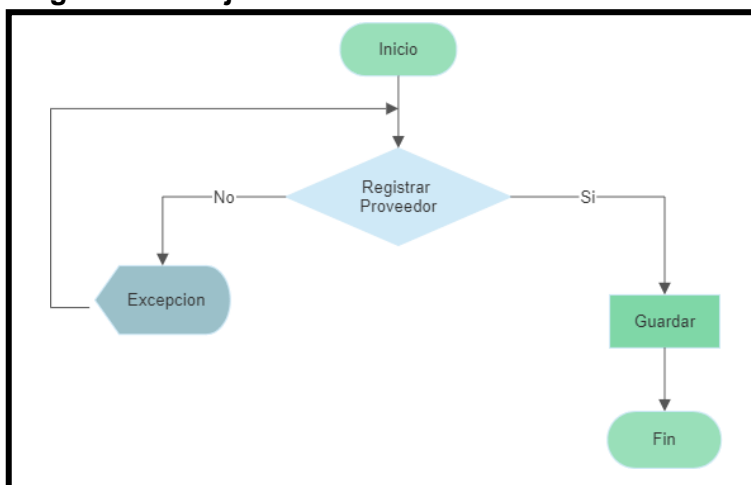 Inicio
Registrar
Proveedor
No
Si
Excepcion
Guardar
Fin